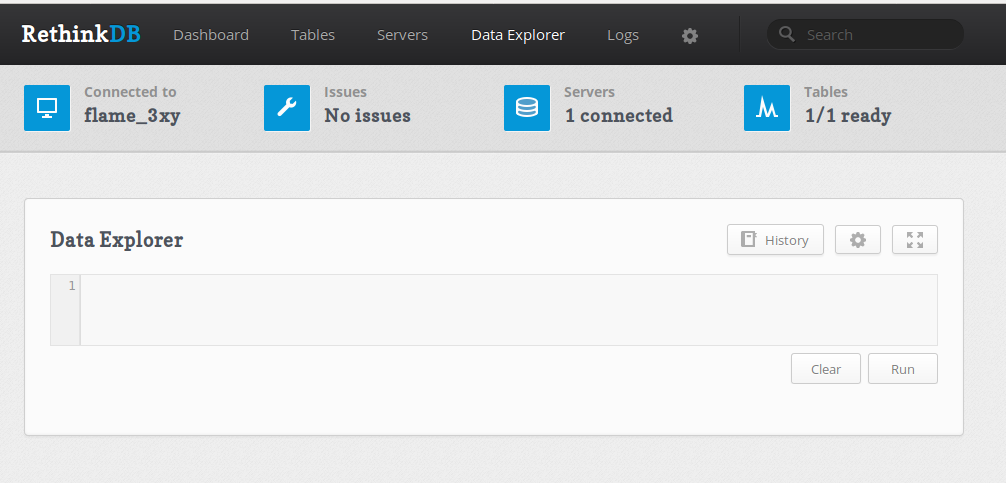 RethinkDB Dashboard Tables Servers Data Explorer Logs Search
Connected to Issues Servers Tables
flame_3xy No issues 1 connected 1/1 ready
Data Explorer History
1
Clear Run